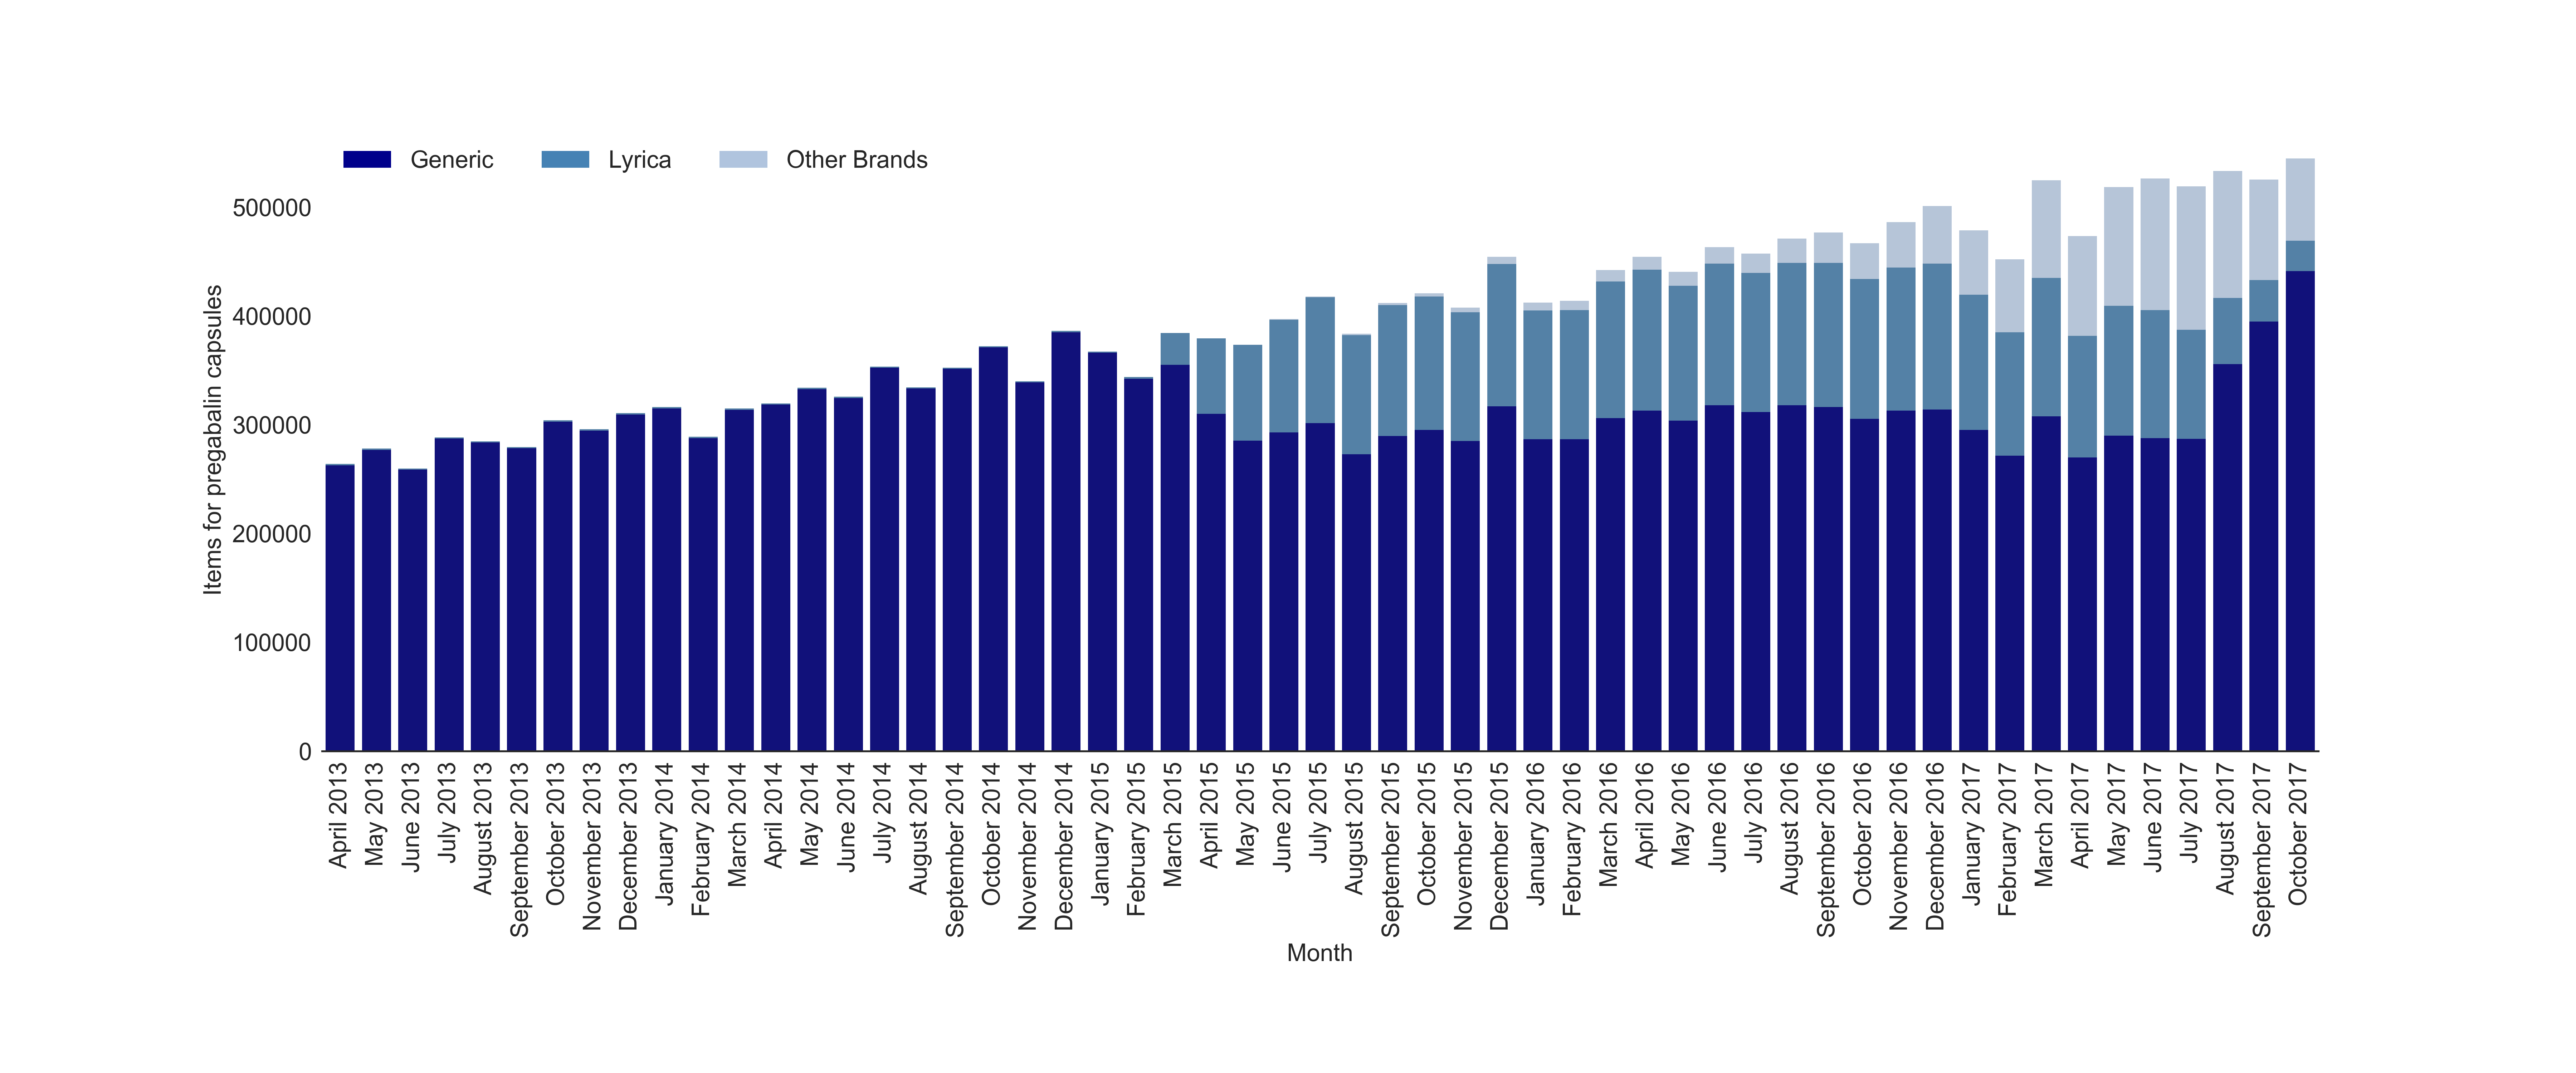 Generic Lyrica Other Brands
500000
400000
300000
200000
100000
0
Items for pregabalin capsules
April 2013
May 2013
June 2013
July 2013
August 2013
September 2013
October 2013
November 2013
December 2013
January 2014
February 2014
March 2014
April 2014
May 2014
June 2014
July 2014
August 2014
September 2014
October 2014
November 2014
December 2014
January 2015
February 2015
March 2015
April 2015
May 2015
June 2015
July 2015
August 2015
September 2015
October 2015
November 2015
December 2015
January 2016
February 2016
March 2016
April 2016
May 2016
June 2016
July 2016
August 2016
September 2016
October 2016
November 2016
December 2016
January 2017
February 2017
March 2017
April 2017
May 2017
June 2017
July 2017
August 2017
September 2017
October 2017
Month